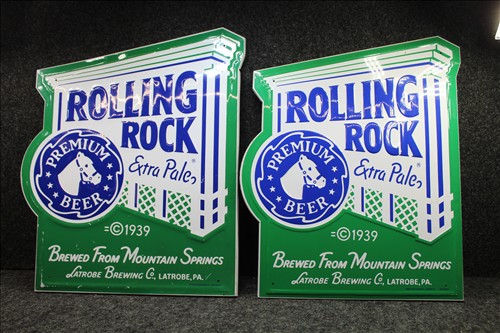 ROLLING
ROCK
Extra Pale
PREMIUM
BEER
=©1939
BREWED FROM MOUNTAIN SPRINGS
LATROBE BREWING CO., LATROBE, PA.
ROLLING
ROCK
Extra Pale
PREMIUM
BEER
=©1939
BREWED FROM MOUNTAIN SPRINGS
LATROBE BREWING CO., LATROBE, PA.